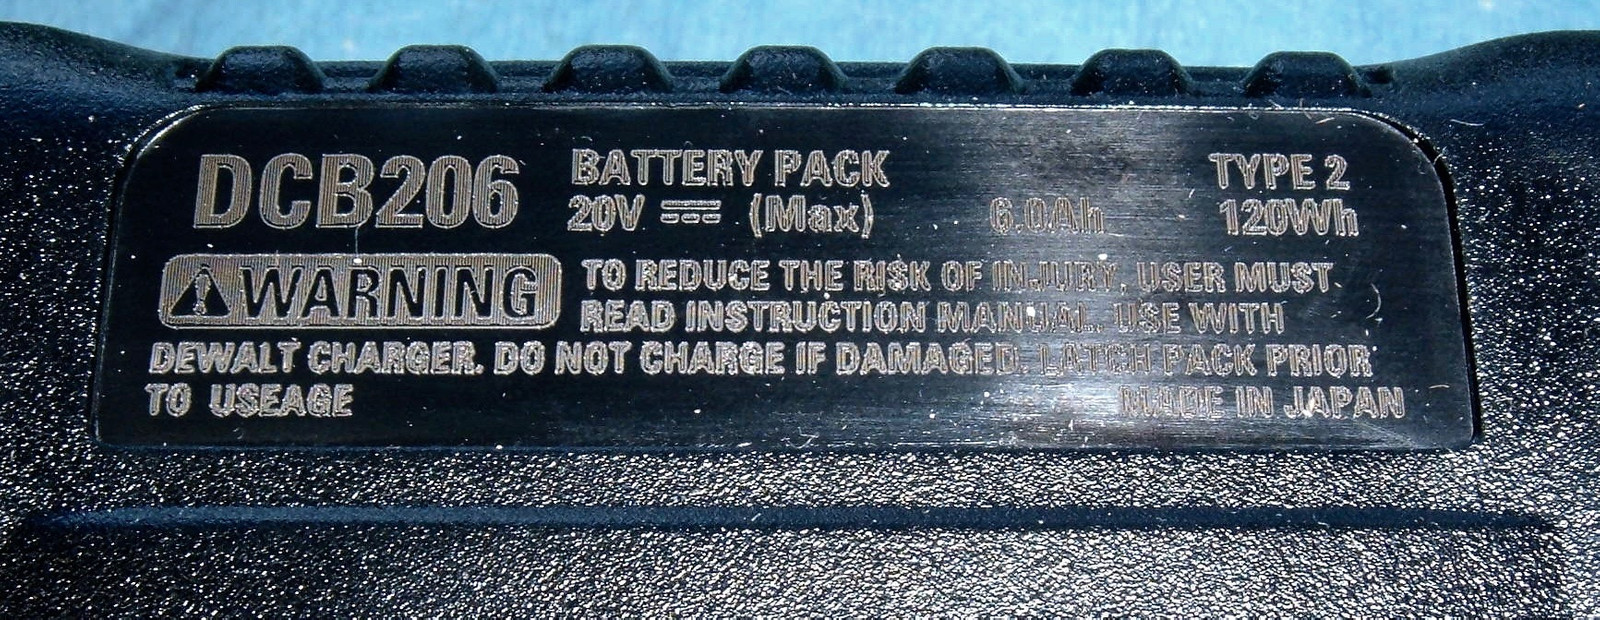 DCB206 BATTERY PACK TYPE 2
20V ⎓ (Max) 6.0Ah 120Wh
WARNING TO REDUCE THE RISK OF INJURY, USER MUST
READ INSTRUCTION MANUAL. USE WITH
DEWALT CHARGER. DO NOT CHARGE IF DAMAGED. LATCH PACK PRIOR
TO USEAGE MADE IN JAPAN